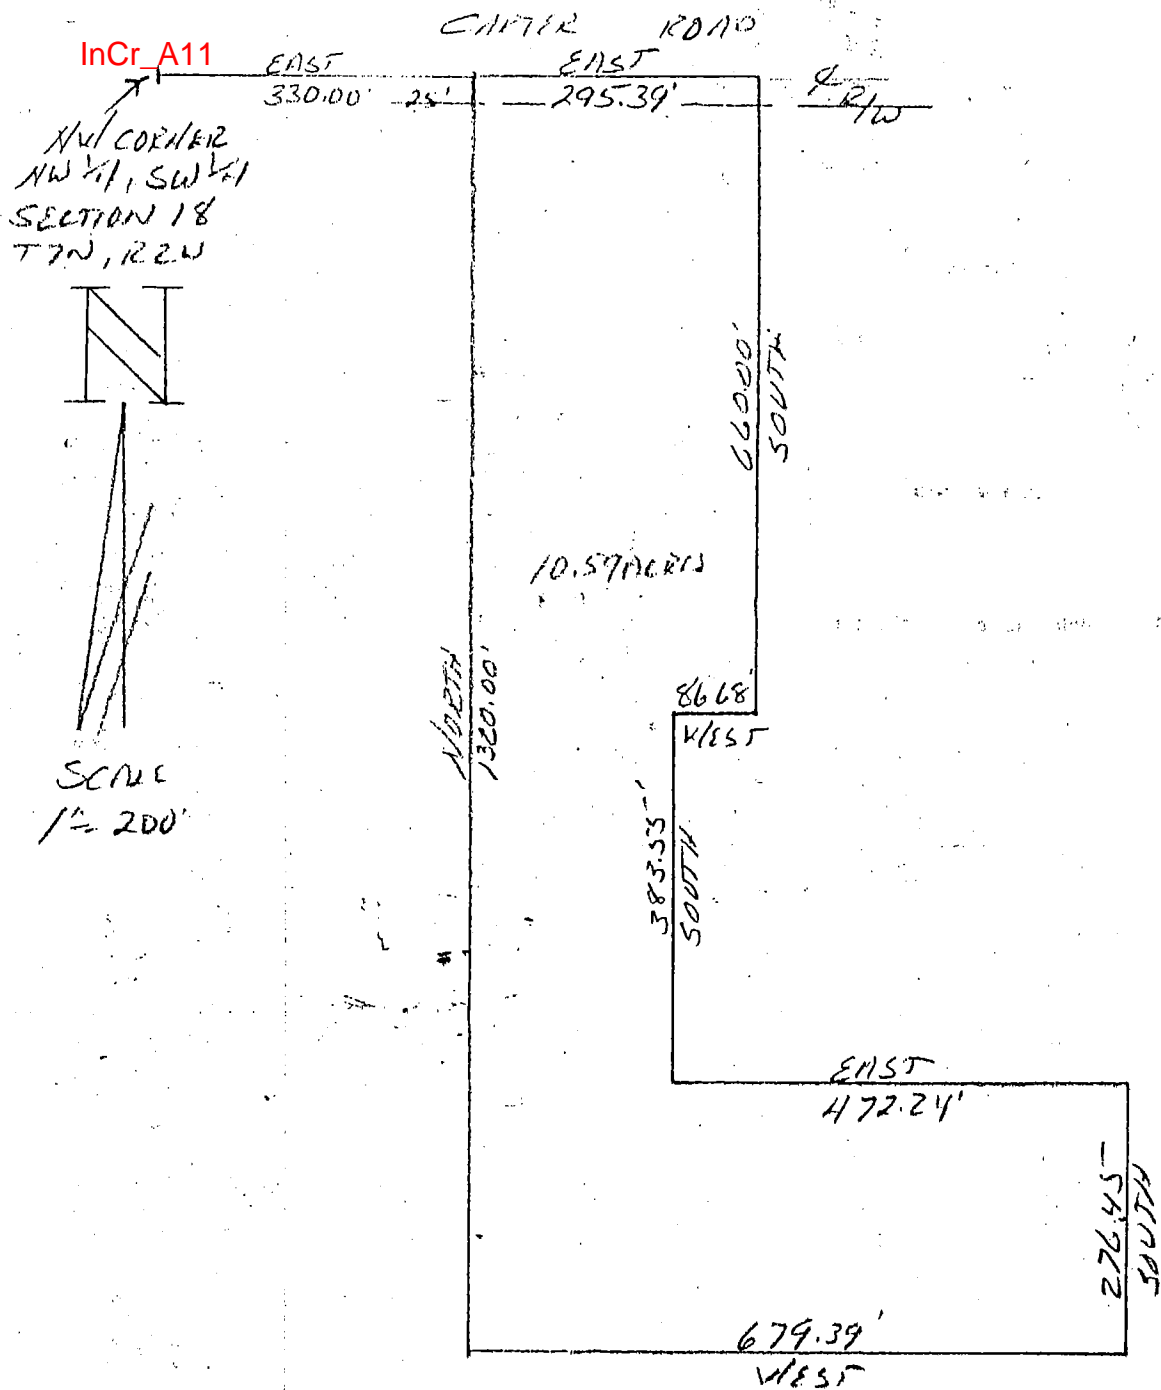 CARTER ROAD
InCr_A11
EAST
EAST
330.00'
25'
295.39'
℄ R/W
NW CORNER
NW 1/4, SW 1/4
SECTION 18
T7N, R2W
N
660.00'
SOUTH
10.57 ACRES
NORTH
1320.00'
86.68'
WEST
SCALE
1"= 200'
383.55'
SOUTH
EAST
472.24'
276.45
SOUTH
679.39'
WEST